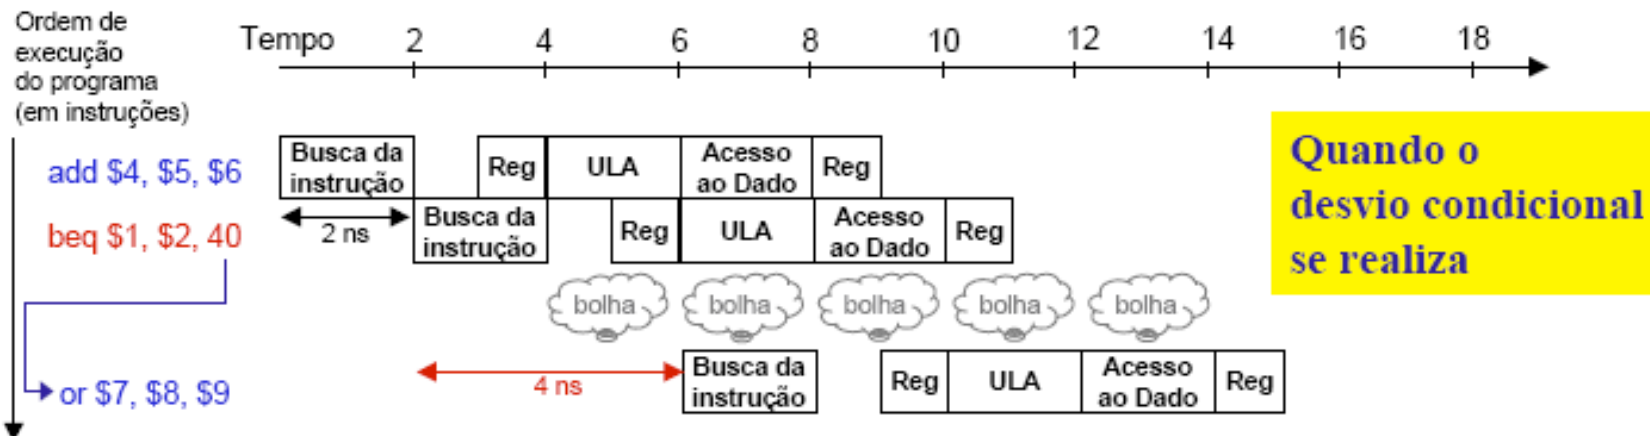 Ordem de
execução
do programa
(em instruções)
Tempo 2 4 6 8 10 12 14 16 18
add $4, $5, $6
Busca da
instrução
Reg
ULA
Acesso
ao Dado
Reg
Quando o
desvio condicional
se realiza
beq $1, $2, 40
2 ns
Busca da
instrução
Reg
ULA
Acesso
ao Dado
Reg
bolha bolha bolha bolha bolha
or $7, $8, $9
4 ns
Busca da
instrução
Reg
ULA
Acesso
ao Dado
Reg